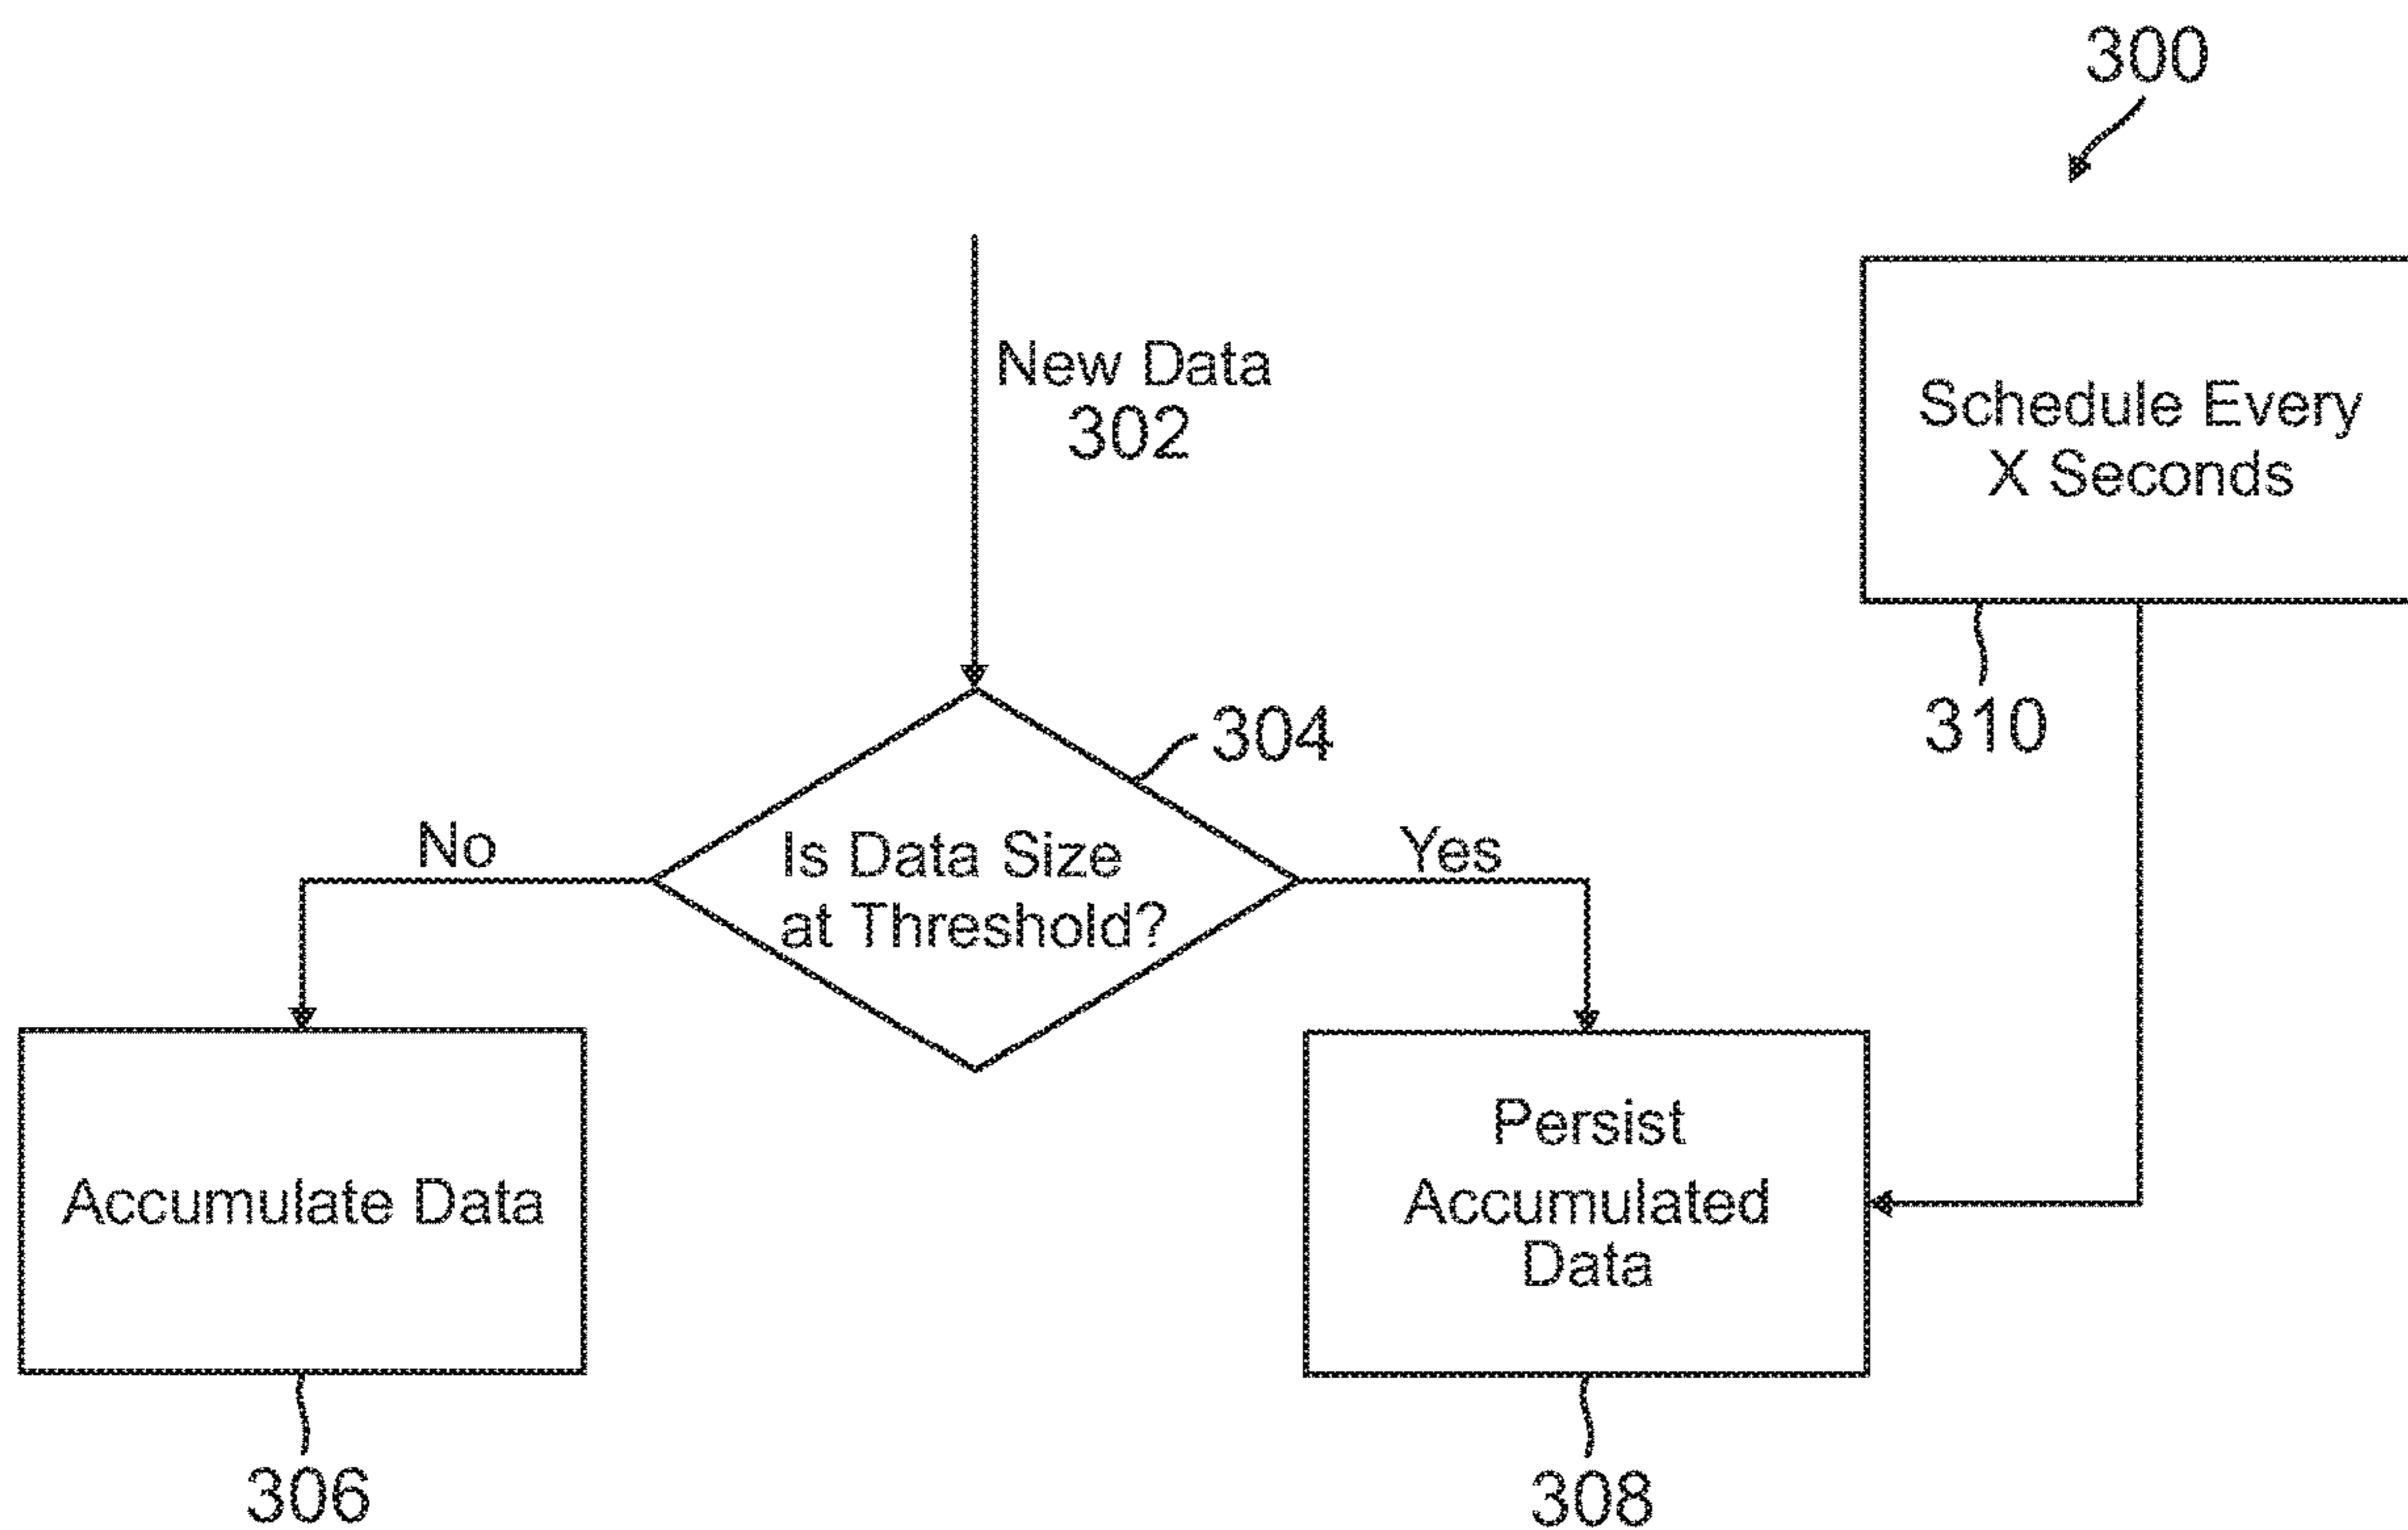 300
New Data
302
Schedule Every
X Seconds
310
304
No
Is Data Size
at Threshold?
Yes
Accumulate Data
306
Persist
Accumulated
Data
308